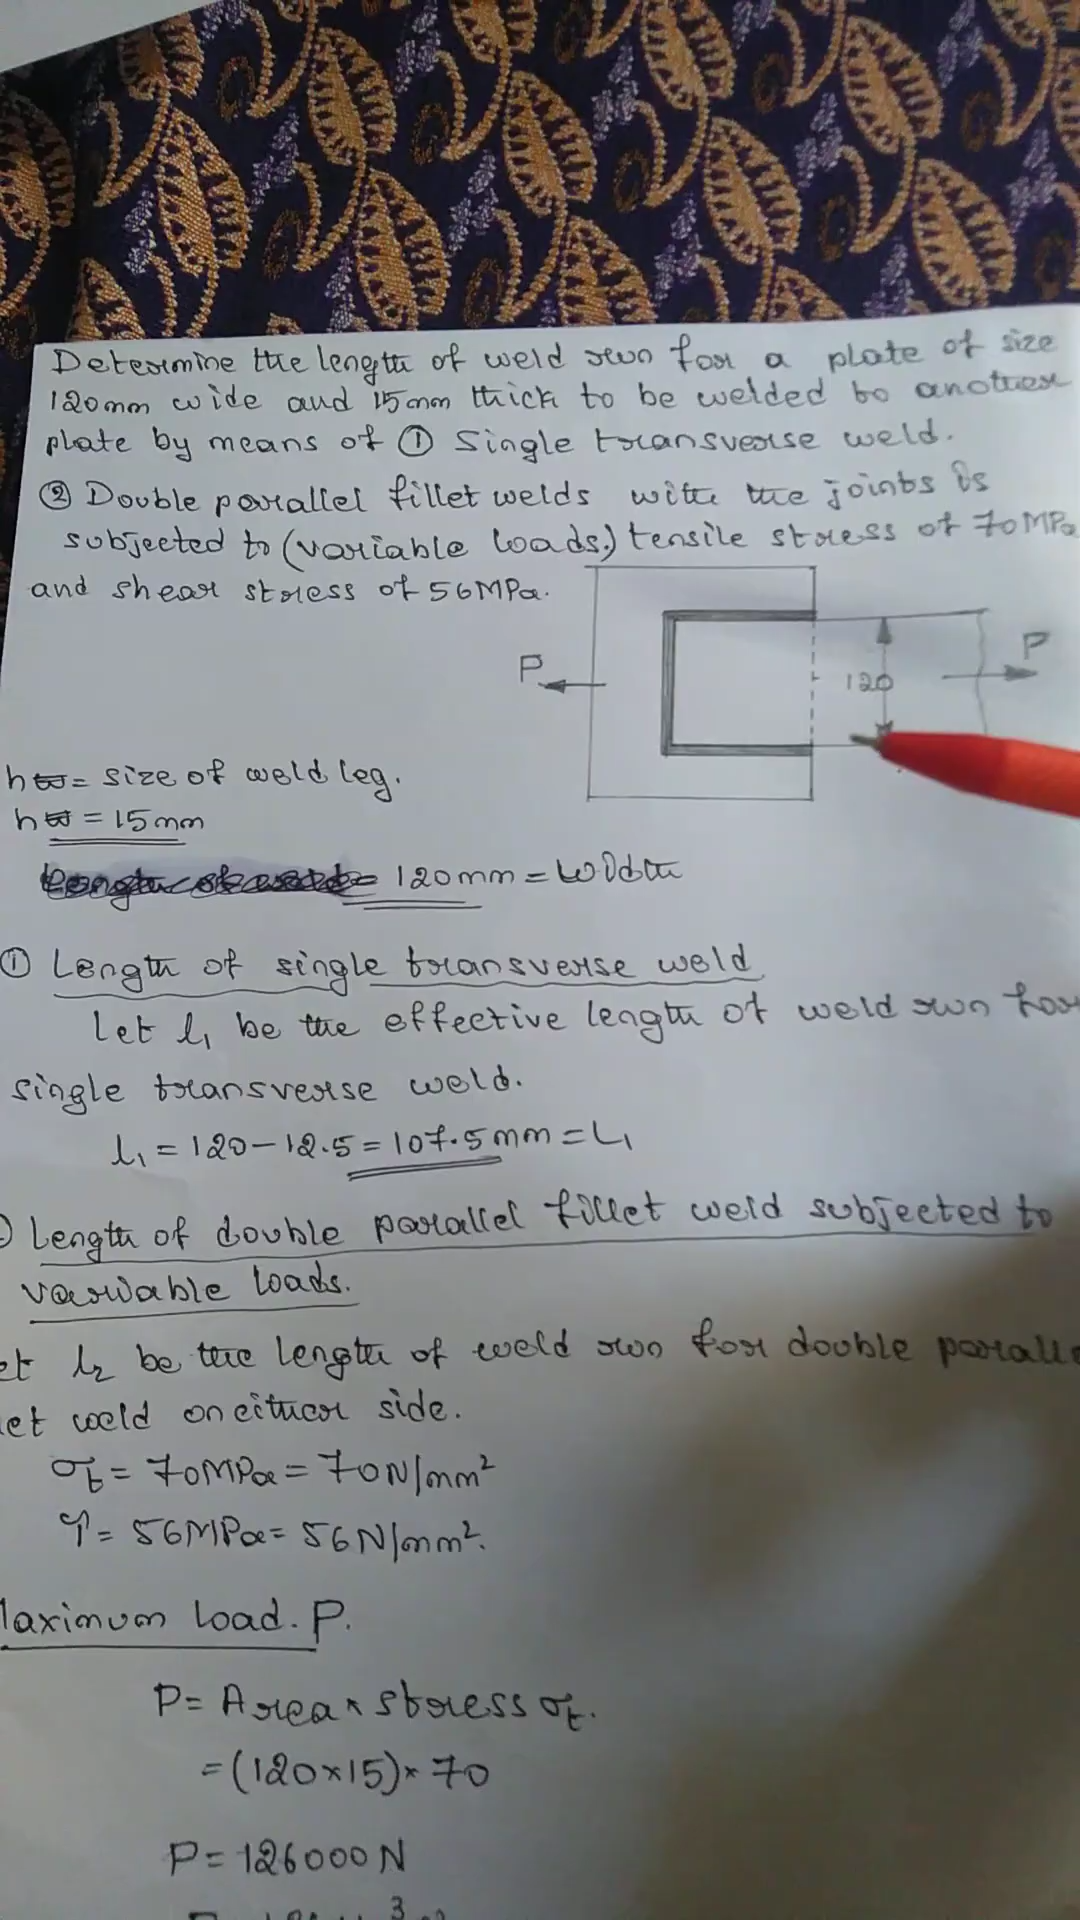 Determine the length of weld run for a plate of size
120mm wide and 15mm thick to be welded to another
plate by means of ① Single transverse weld.
② Double parallel fillet welds with the joints is
subjected to (variable loads,) tensile stress of 70MPa
and shear stress of 56MPa.
P
P
120
h = size of weld leg.
h = 15mm
120mm = Width
① Length of single transverse weld
Let l₁ be the effective length of weld run for
single transverse weld.
l₁ = 120-12.5 = 107.5mm = L₁
Length of double parallel fillet weld subjected to
variable loads.
et l₂ be the length of weld run for double paralle
let weld on either side.
σt = 70MPa = 70N/mm²
τ = 56MPa = 56N/mm².
Maximum load. P.
P = Area × stress σt.
= (120×15)× 70
P = 126000 N